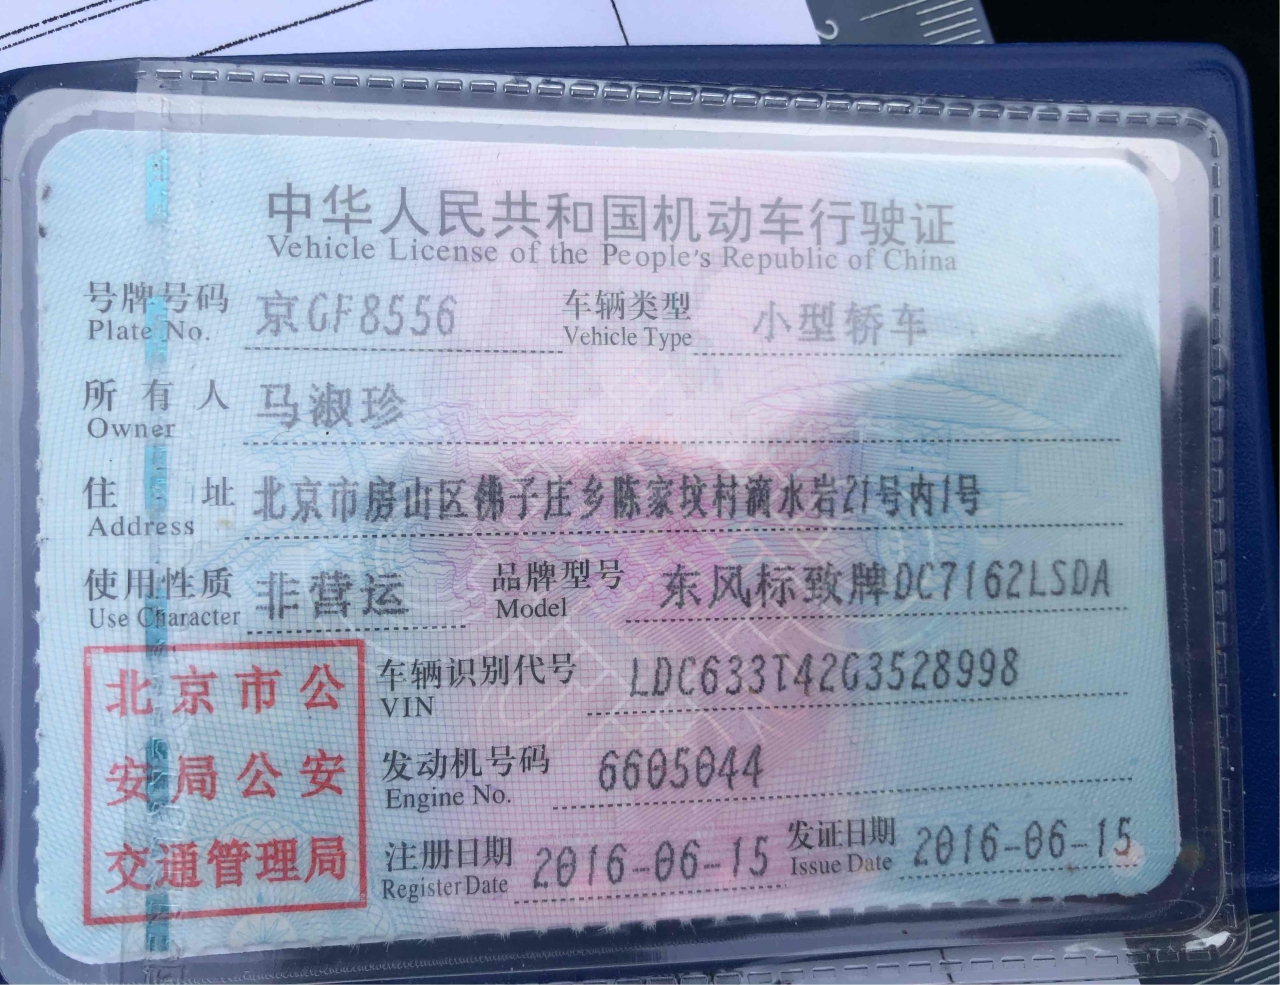 中华人民共和国机动车行驶证
Vehicle License of the People's Republic of China
号牌号码 京GF8556 车辆类型 小型轿车
Plate No. Vehicle Type
所有人 马淑珍
Owner
住址 北京市房山区佛子庄乡陈家坟村滴水岩21号内1号
Address
使用性质 非营运 品牌型号 东风标致牌DC7162LSDA
Use Character Model
北京市公
安局公安
交通管理局
车辆识别代号 LDC633T42G3528998
VIN
发动机号码 6605044
Engine No.
注册日期 2016-06-15 发证日期 2016-06-15
Register Date Issue Date